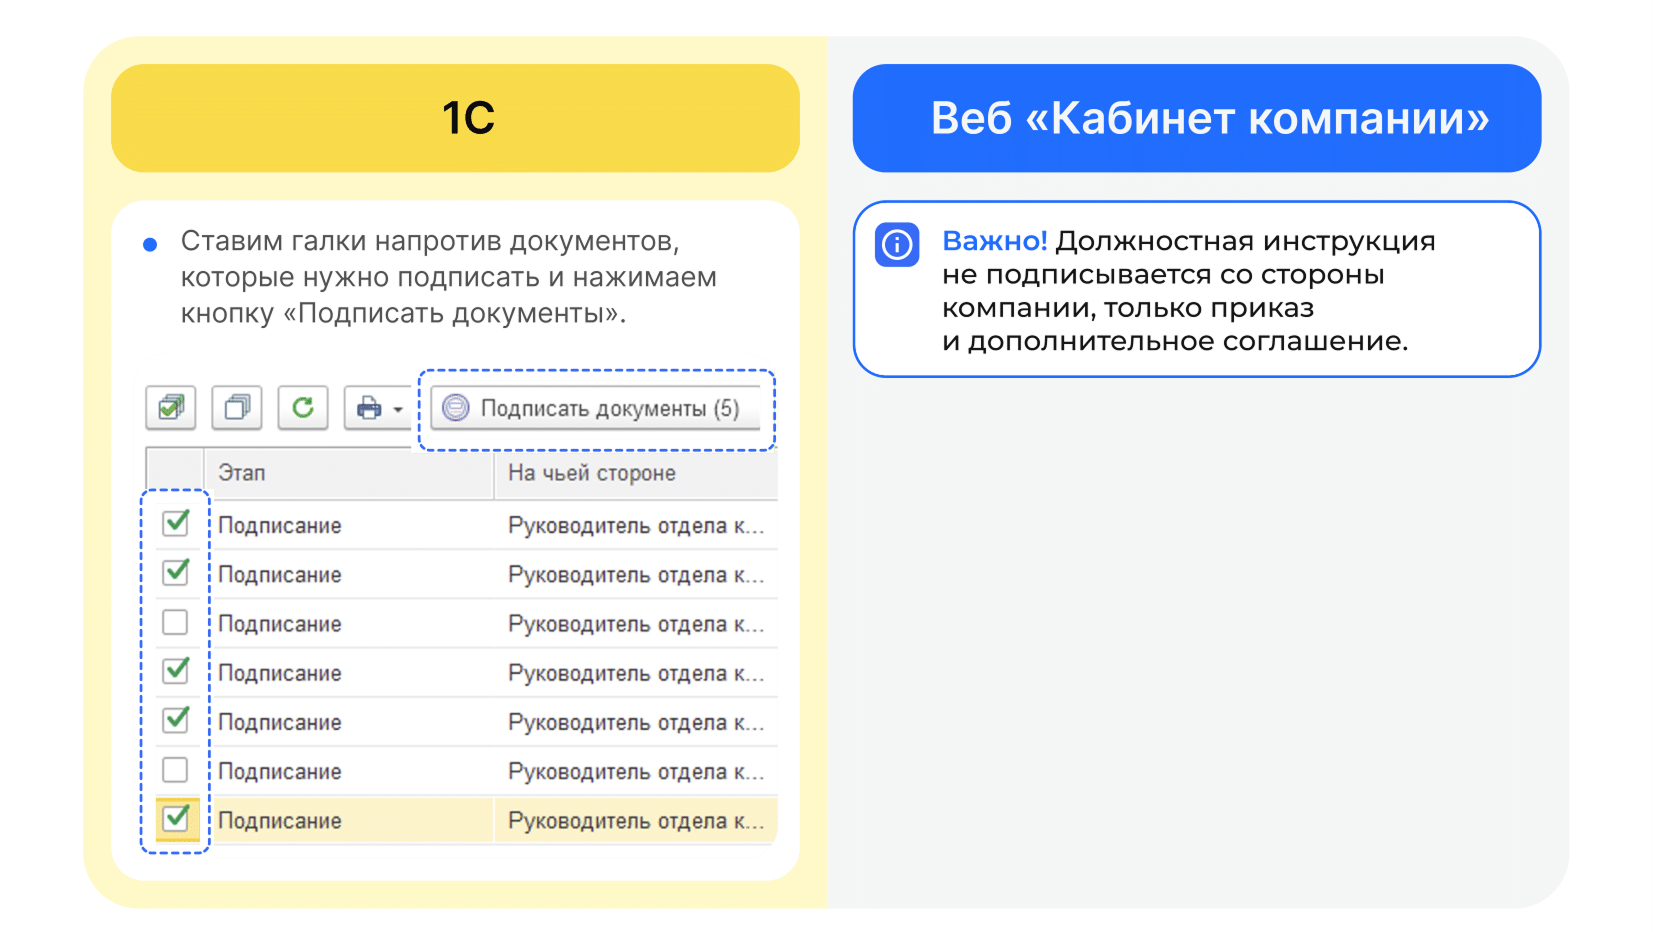 1С
Ставим галки напротив документов,
которые нужно подписать и нажимаем
кнопку «Подписать документы».
Подписать документы (5)
Этап На чьей стороне
Подписание Руководитель отдела к...
Подписание Руководитель отдела к...
Подписание Руководитель отдела к...
Подписание Руководитель отдела к...
Подписание Руководитель отдела к...
Подписание Руководитель отдела к...
Подписание Руководитель отдела к...
Веб «Кабинет компании»
Важно! Должностная инструкция
не подписывается со стороны
компании, только приказ
и дополнительное соглашение.